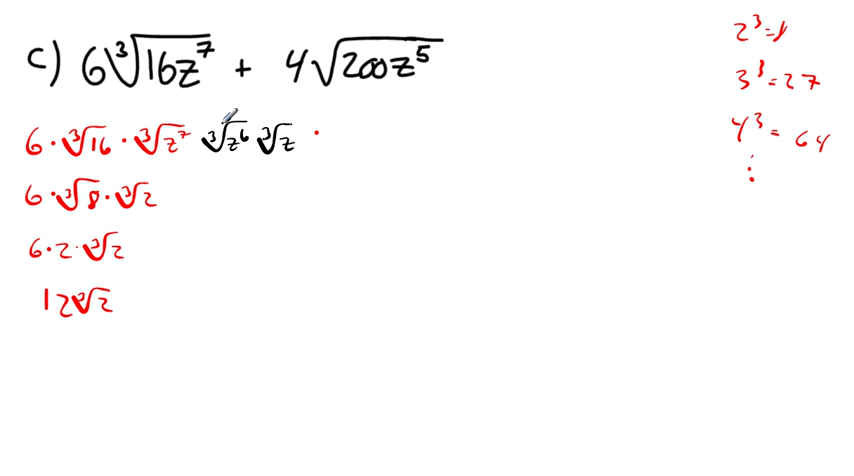 c) 6∛16z⁷ + 4√200z⁵
6 · ∛16 · ∛z⁷ ∛z⁶ ∛z ·
6 · ∛8 · ∛2
6 · 2 · ∛2
12∛2
2³ = 8
3³ = 27
4³ = 64
⋮